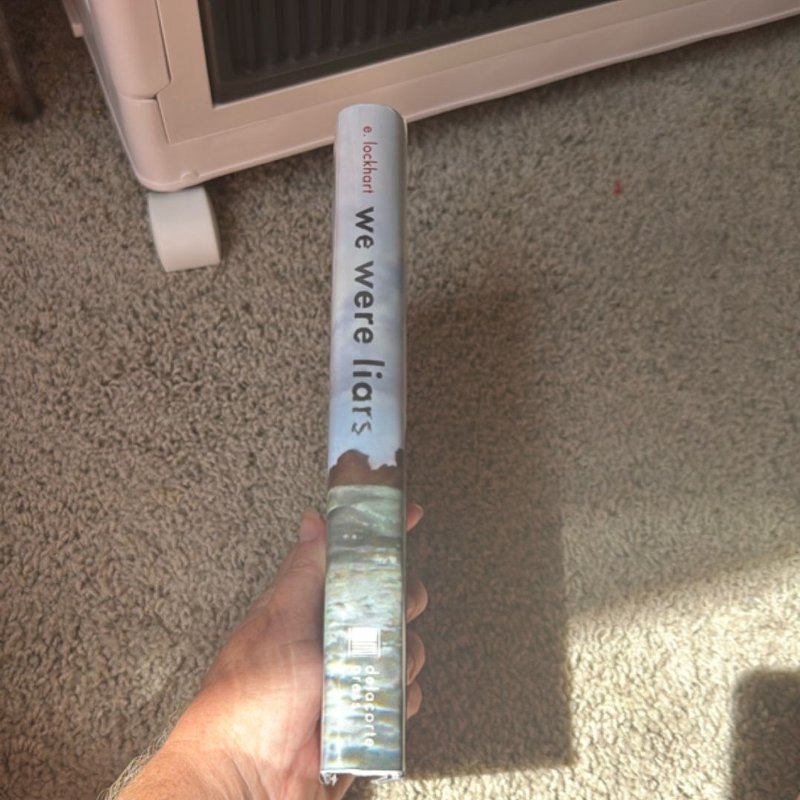 e. lockhart
we were liars
delacorte
press